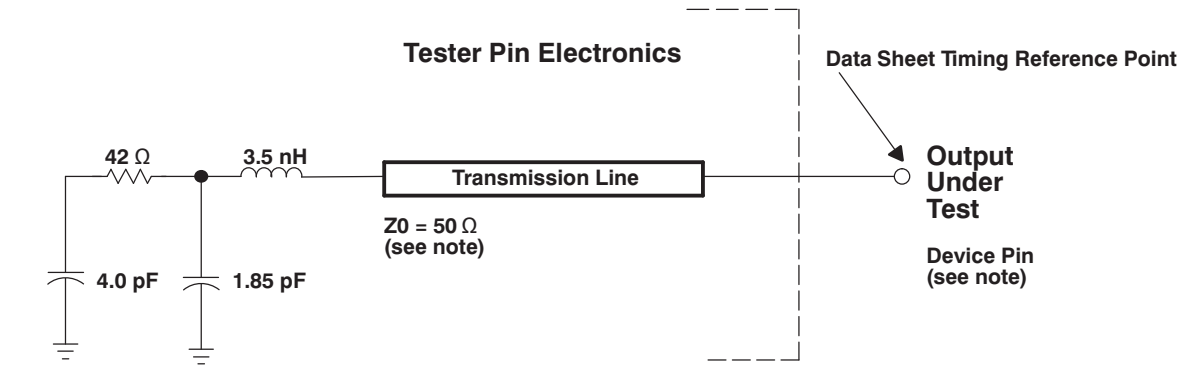 Tester Pin Electronics
Data Sheet Timing Reference Point
42 Ω
3.5 nH
Transmission Line
Output
Under
Test
Z0 = 50 Ω
(see note)
Device Pin
(see note)
4.0 pF
1.85 pF